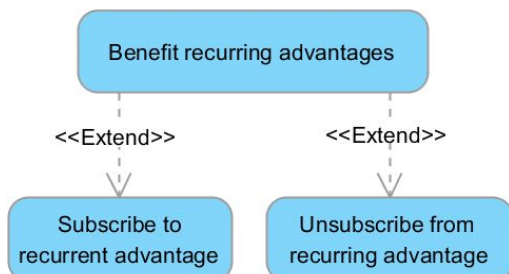 Benefit recurring advantages
<<Extend>>
<<Extend>>
Subscribe to
recurrent advantage
Unsubscribe from
recurring advantage